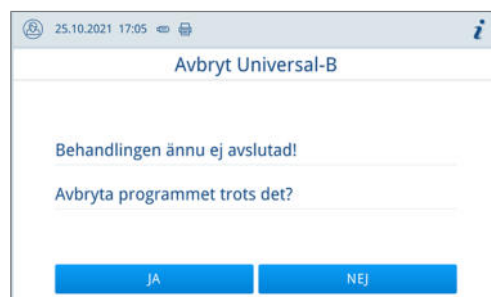 25.10.2021 17:05
Avbryt Universal-B
Behandlingen ännu ej avslutad!
Avbryta programmet trots det?
JA NEJ